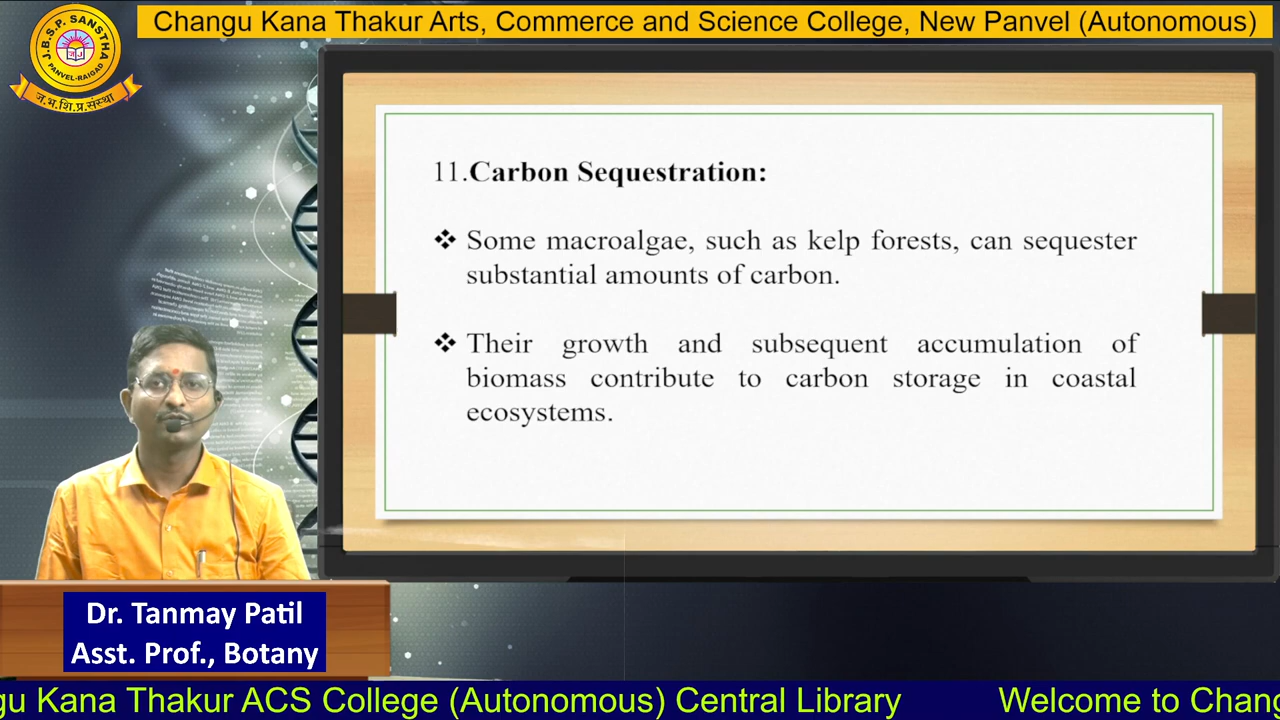 Changu Kana Thakur Arts, Commerce and Science College, New Panvel (Autonomous)
J.B.S.P. SANSTHA
PANVEL-RAIGAD
ज.भ.शि.प्र.संस्था
11.Carbon Sequestration:
❖ Some macroalgae, such as kelp forests, can sequester
substantial amounts of carbon.
❖ Their growth and subsequent accumulation of
biomass contribute to carbon storage in coastal
ecosystems.
Dr. Tanmay Patil
Asst. Prof., Botany
gu Kana Thakur ACS College (Autonomous) Central Library Welcome to Chang